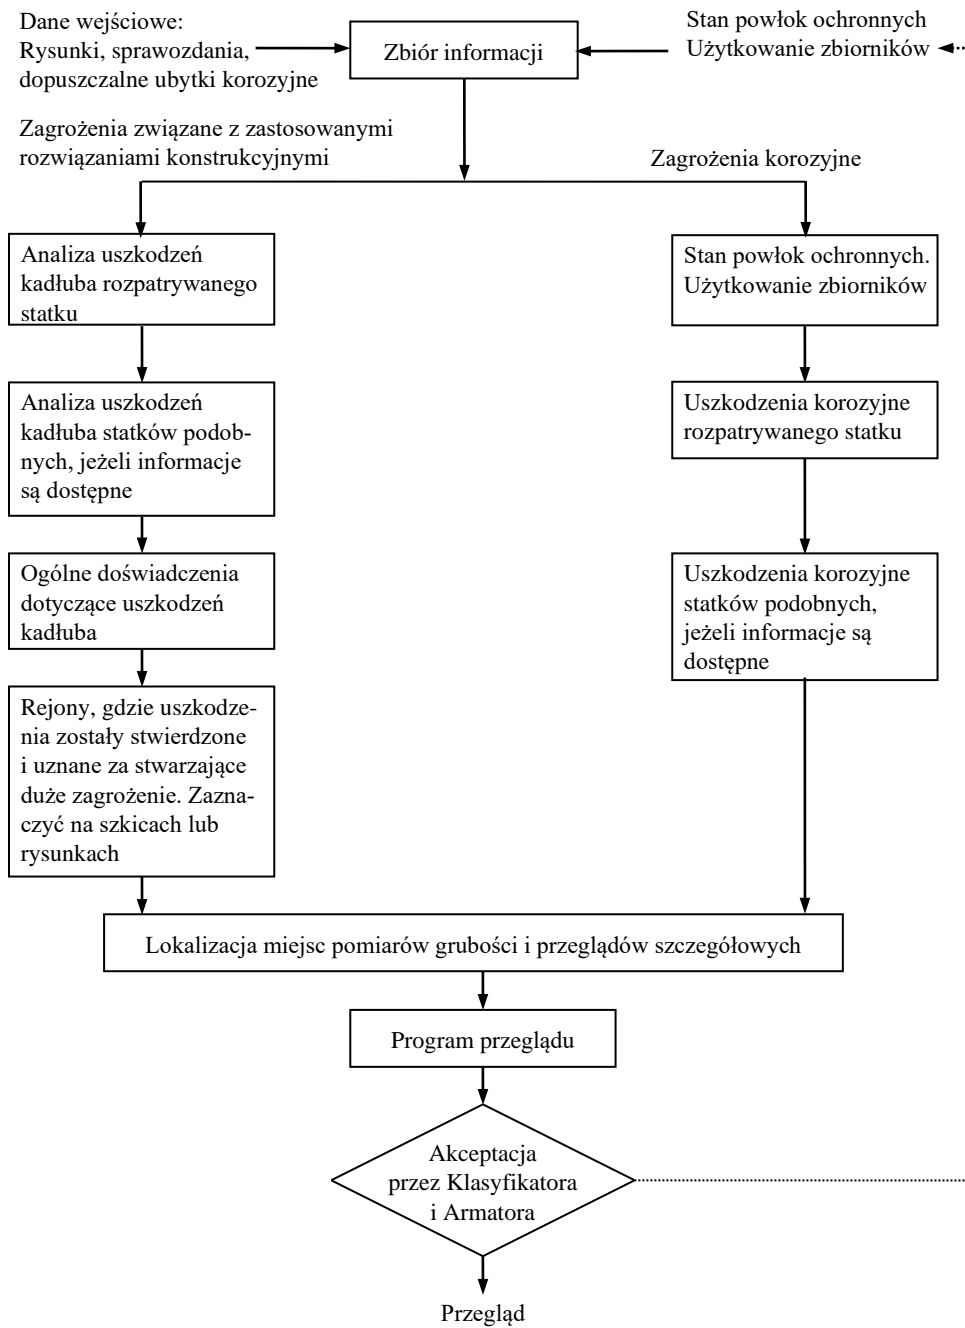 Dane wejściowe:
Rysunki, sprawozdania,
dopuszczalne ubytki korozyjne
Zbiór informacji
Stan powłok ochronnych
Użytkowanie zbiorników
Zagrożenia związane z zastosowanymi
rozwiązaniami konstrukcyjnymi
Zagrożenia korozyjne
Analiza uszkodzeń
kadłuba rozpatrywanego
statku
Analiza uszkodzeń
kadłuba statków podob-
nych, jeżeli informacje
są dostępne
Ogólne doświadczenia
dotyczące uszkodzeń
kadłuba
Rejony, gdzie uszkodze-
nia zostały stwierdzone
i uznane za stwarzające
duże zagrożenie. Zazna-
czyć na szkicach lub
rysunkach
Stan powłok ochronnych.
Użytkowanie zbiorników
Uszkodzenia korozyjne
rozpatrywanego statku
Uszkodzenia korozyjne
statków podobnych,
jeżeli informacje są
dostępne
Lokalizacja miejsc pomiarów grubości i przeglądów szczegółowych
Program przeglądu
Akceptacja
przez Klasyfikatora
i Armatora
Przegląd